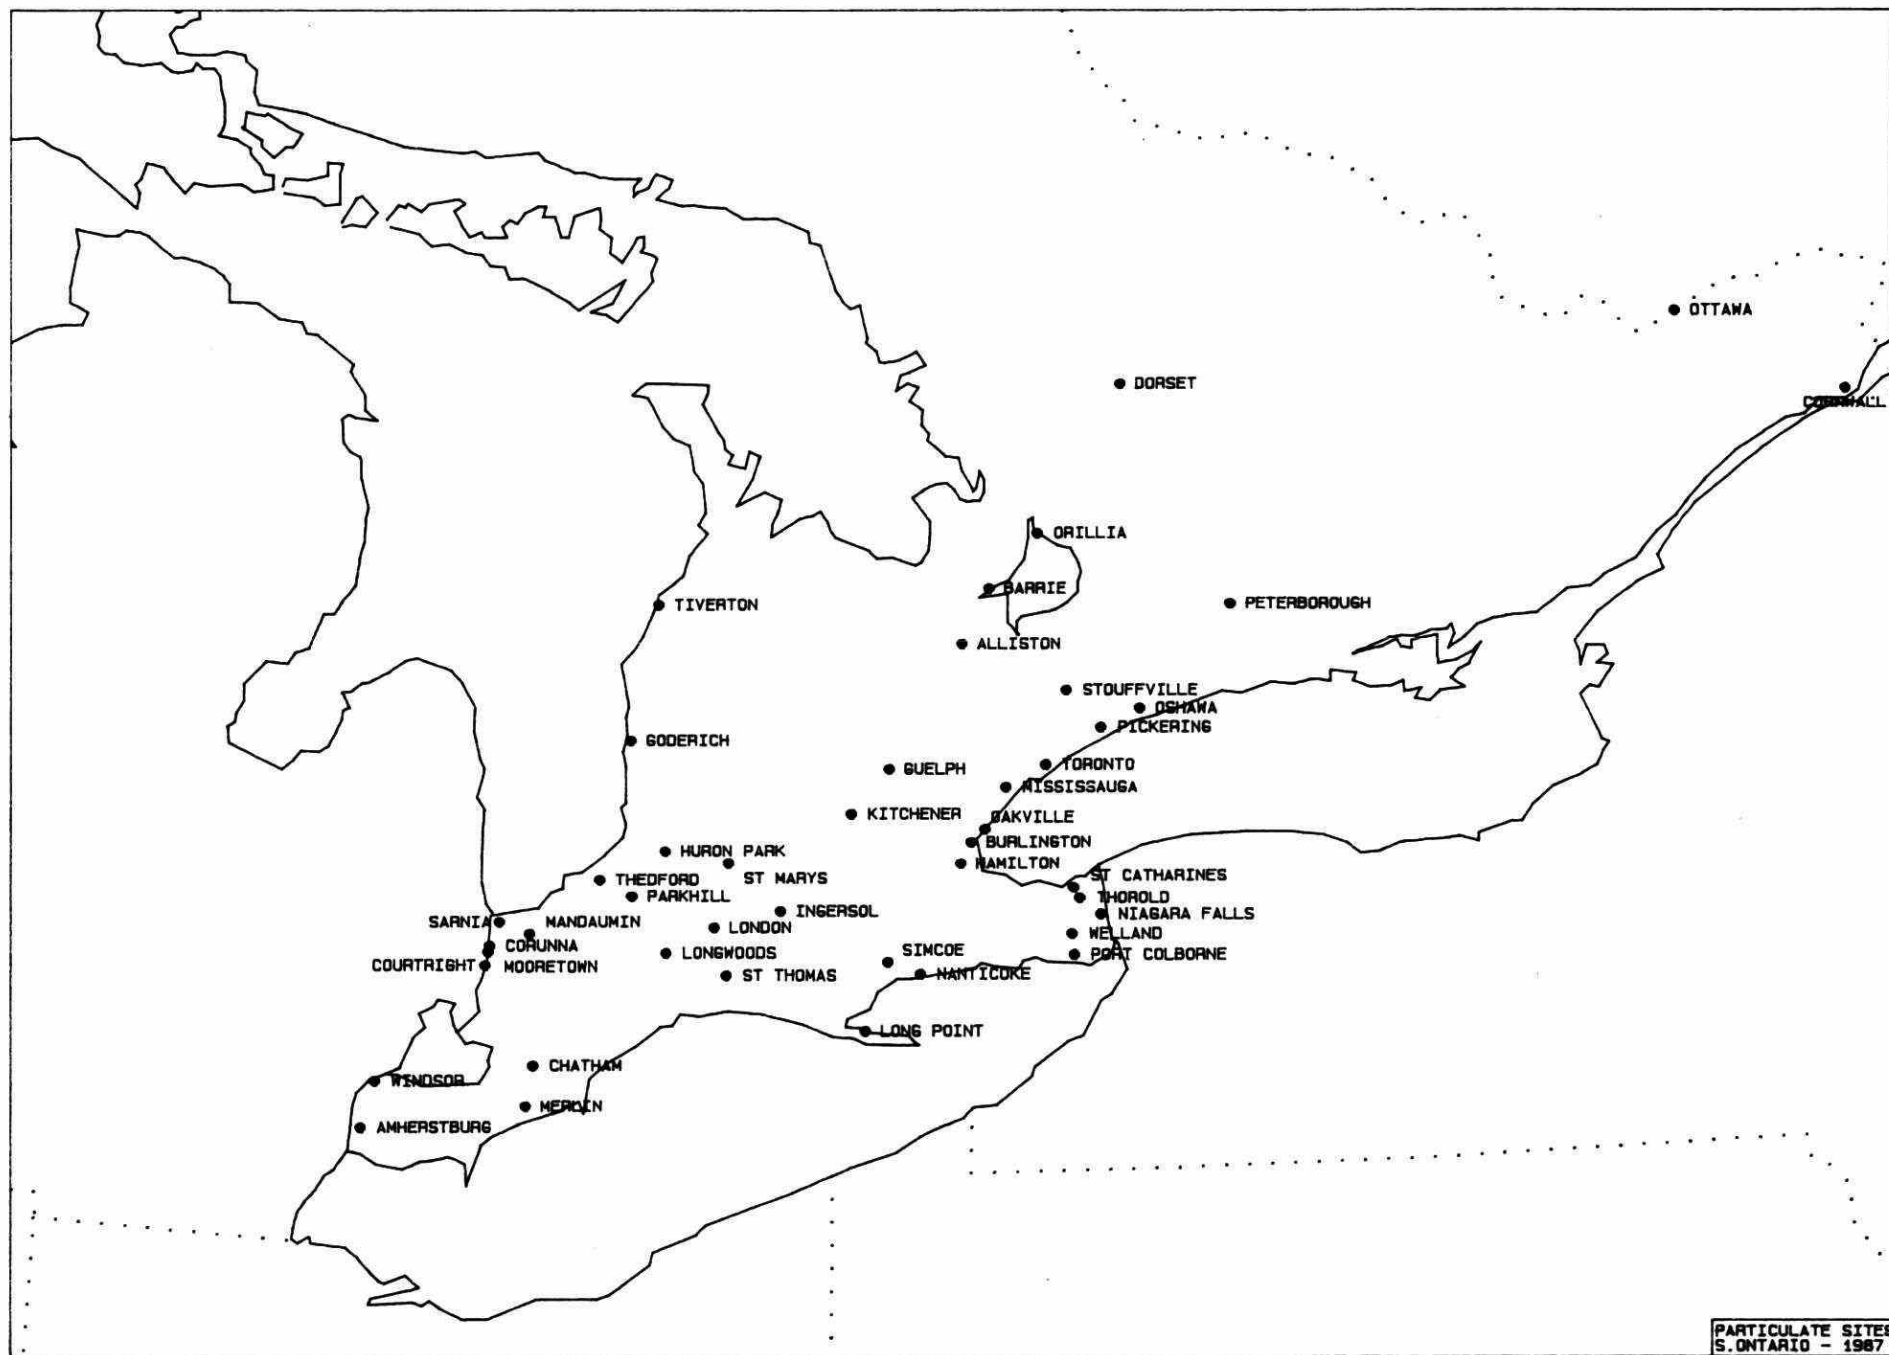 OTTAWA
DORSET
CORNWALL
ORILLIA
BARRIE
TIVERTON
PETERBOROUGH
ALLISTON
STOUFFVILLE
OSHAWA
PICKERING
GODERICH
TORONTO
GUELPH
MISSISSAUGA
KITCHENER
OAKVILLE
BURLINGTON
HURON PARK
HAMILTON
ST MARYS
ST CATHARINES
THEDFORD
PARKHILL
THOROLD
INGERSOL
NIAGARA FALLS
SARNIA
MANDAUMIN
LONDON
WELLAND
CORUNNA
SIMCOE
LONGWOODS
PORT COLBORNE
COURTRIGHT
MOORETOWN
ST THOMAS
NANTICOKE
LONG POINT
CHATHAM
WINDSOR
MERLIN
AMHERSTBURG
PARTICULATE SITES
S.ONTARIO - 1987